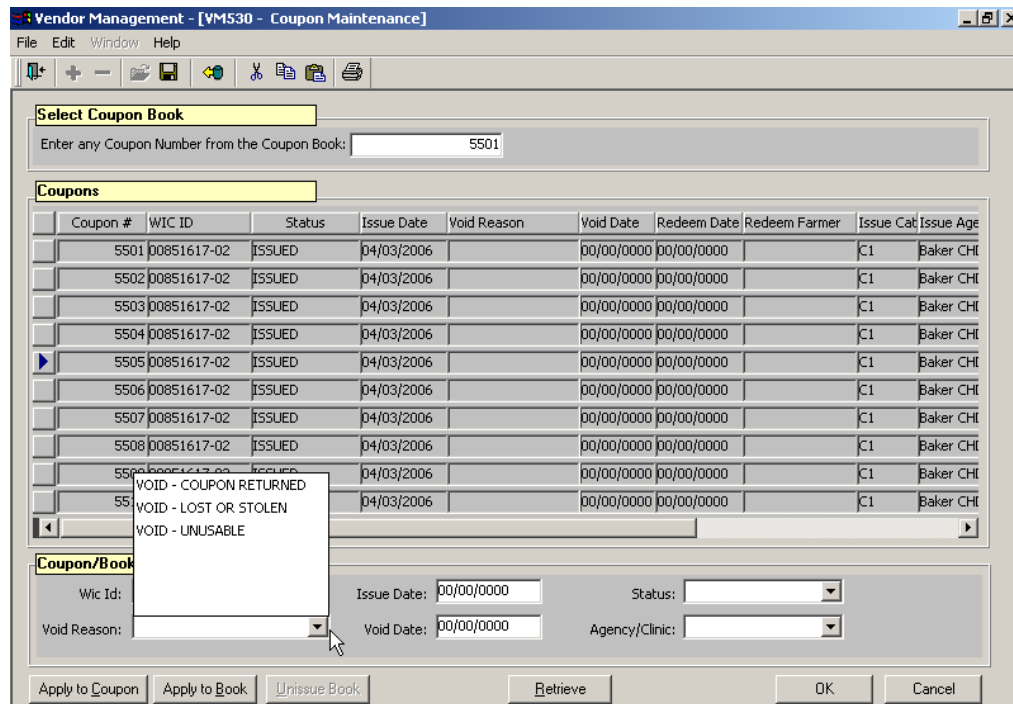 Vendor Management - [VM530 - Coupon Maintenance]
File Edit Window Help
Select Coupon Book
Enter any Coupon Number from the Coupon Book: 5501
Coupons
Coupon # WIC ID Status Issue Date Void Reason Void Date Redeem Date Redeem Farmer Issue Cat Issue Age
5501 00851617-02 ISSUED 04/03/2006 00/00/0000 00/00/0000 C1 Baker CHD
5502 00851617-02 ISSUED 04/03/2006 00/00/0000 00/00/0000 C1 Baker CHD
5503 00851617-02 ISSUED 04/03/2006 00/00/0000 00/00/0000 C1 Baker CHD
5504 00851617-02 ISSUED 04/03/2006 00/00/0000 00/00/0000 C1 Baker CHD
5505 00851617-02 ISSUED 04/03/2006 00/00/0000 00/00/0000 C1 Baker CHD
5506 00851617-02 ISSUED 04/03/2006 00/00/0000 00/00/0000 C1 Baker CHD
5507 00851617-02 ISSUED 04/03/2006 00/00/0000 00/00/0000 C1 Baker CHD
5508 00851617-02 ISSUED 04/03/2006 00/00/0000 00/00/0000 C1 Baker CHD
04/03/2006 00/00/0000 00/00/0000 C1 Baker CHD
04/03/2006 00/00/0000 00/00/0000 C1 Baker CHD
VOID - COUPON RETURNED
VOID - LOST OR STOLEN
VOID - UNUSABLE
Coupon/Book
Wic Id: Issue Date: 00/00/0000 Status:
Void Reason: Void Date: 00/00/0000 Agency/Clinic:
Apply to Coupon Apply to Book Unissue Book Retrieve OK Cancel